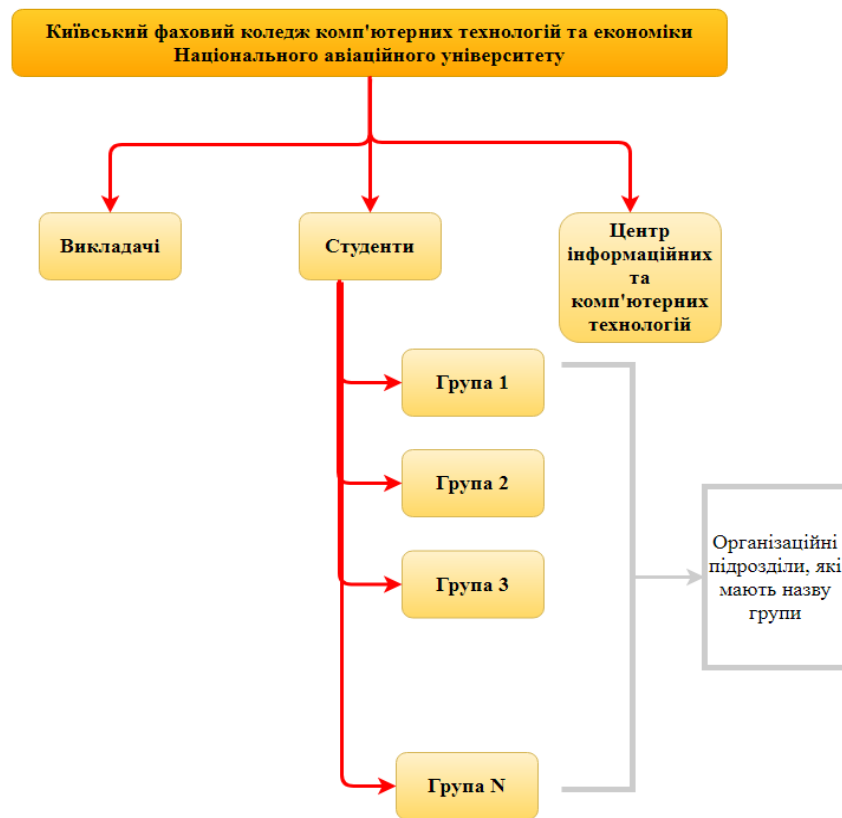 Київський фаховий коледж комп'ютерних технологій та економіки
Національного авіаційного університету
Викладачі
Студенти
Центр
інформаційних
та
комп'ютерних
технологій
Група 1
Група 2
Група 3
Організаційні
підрозділи, які
мають назву
групи
Група N